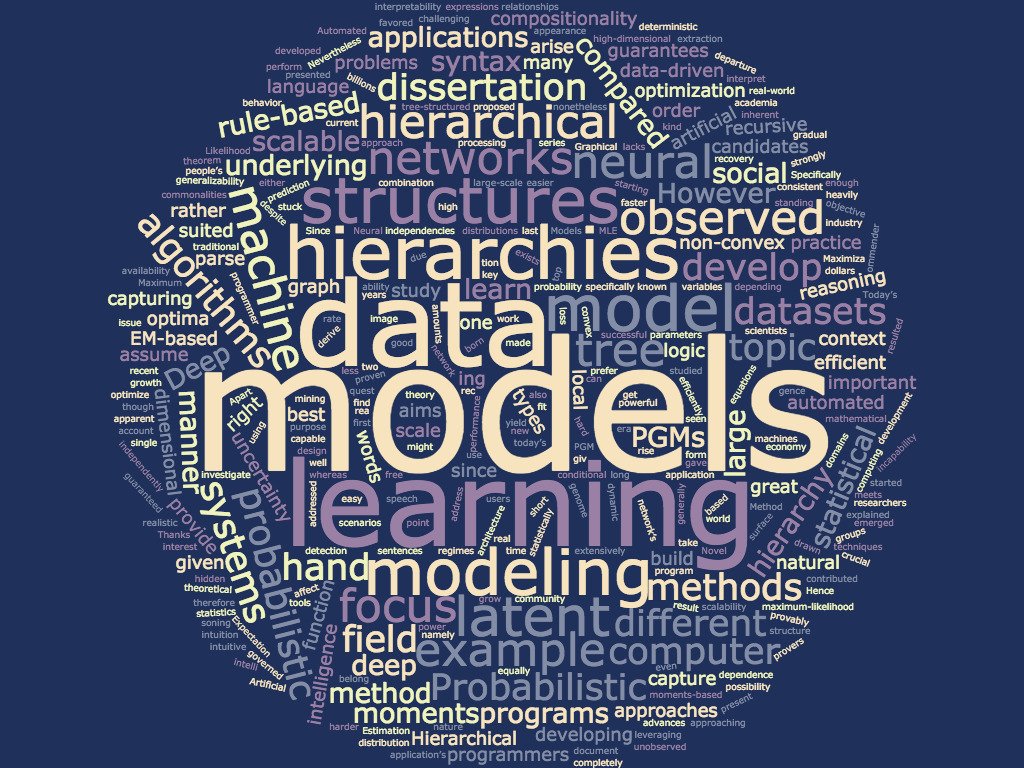 interpretability expressions relationships
favored challenging compositionality deterministic
Automated applications appearance high-dimensional extraction
Nevertheless arise guarantees departure
developed problems syntax many compared data-driven interpret
perform presented billions
language dissertation optimization real-world
behavior tree-structured proposed nonetheless order academia
rule-based current hierarchical kind artificial inherent
scalable approach processing series Graphical lacks recursive gradual
Likelihood theorem underlying networks neural candidates
people's generalizability either prediction combination large-scale easier starting social recovery strongly Specifically
commonalities despite stuck high structures However consistent enough
rather machine faster observed standing heavily objective
suited Since Neural independencies distributions last Models MLE industry
traditional algorithms hierarchies non-convex practice
parse due tion key exists top develop Maximiza dollars
availability Maximum programmer graph ability years study learn probability specifically known variables depending reasoning Today's
capturing data amounts model datasets resulted
issue optima rate derive image good one work born made loss convex successful parameters scientists
EM-based network tree logic topic context
assume Deep less two proven ing prefer studied efficient
recent growth mining quest theory rec types also local can get powerful efficiently equations gence important
optimize Apart models automated
though dimensional manner right best find rea aims performance fit yield hard era seen large mathematical
apparent using purpose first scale new today's PGM PGMs machines
account uncertainty capable design might use giv rise form economy domains development
single words well since gave hierarchy statistical computing incapability
independently investigate whereas free conditional long application
guaranteed systems probabilistic learning great started
addressed easy speech address users short genome dynamic network's generally based world Method meets researchers
realistic provide scenarios point architecture statistically surface explained
Thanks real emerged groups
interest detection sentences regimes time extensively take Novel drawn techniques
given hand modeling build natural crucial
hidden theoretical affect program methods contributed
therefore tools focus grow community latent result scalability Hence
statistics function power different provably maximum-likelihood
soning intuition Expectation field namely example computer structure
intuitive governed intelligence deep even provers
intelli belong equally capture dependence
Artificial method Probabilistic moments-based possibility
moments programs approaches present
harder Estimation nature advances approaching
distribution Hierarchical developing leveraging
application's programmers document unobserved
completely